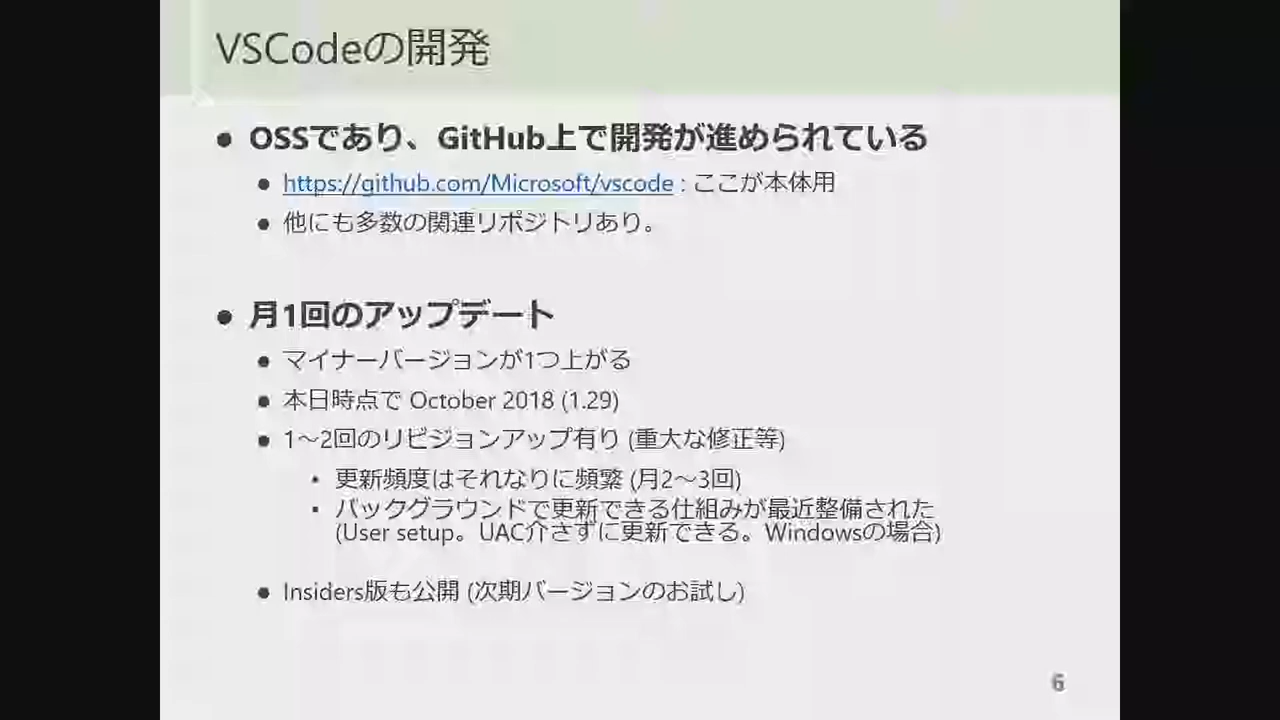 VSCodeの開発
● OSSであり、GitHub上で開発が進められている
● https://github.com/Microsoft/vscode : ここが本体用
● 他にも多数の関連リポジトリあり。
● 月1回のアップデート
● マイナーバージョンが1つ上がる
● 本日時点で October 2018 (1.29)
● 1～2回のリビジョンアップ有り (重大な修正等)
• 更新頻度はそれなりに頻繁 (月2～3回)
• バックグラウンドで更新できる仕組みが最近整備された
(User setup。UAC介さずに更新できる。Windowsの場合)
● Insiders版も公開 (次期バージョンのお試し)
6